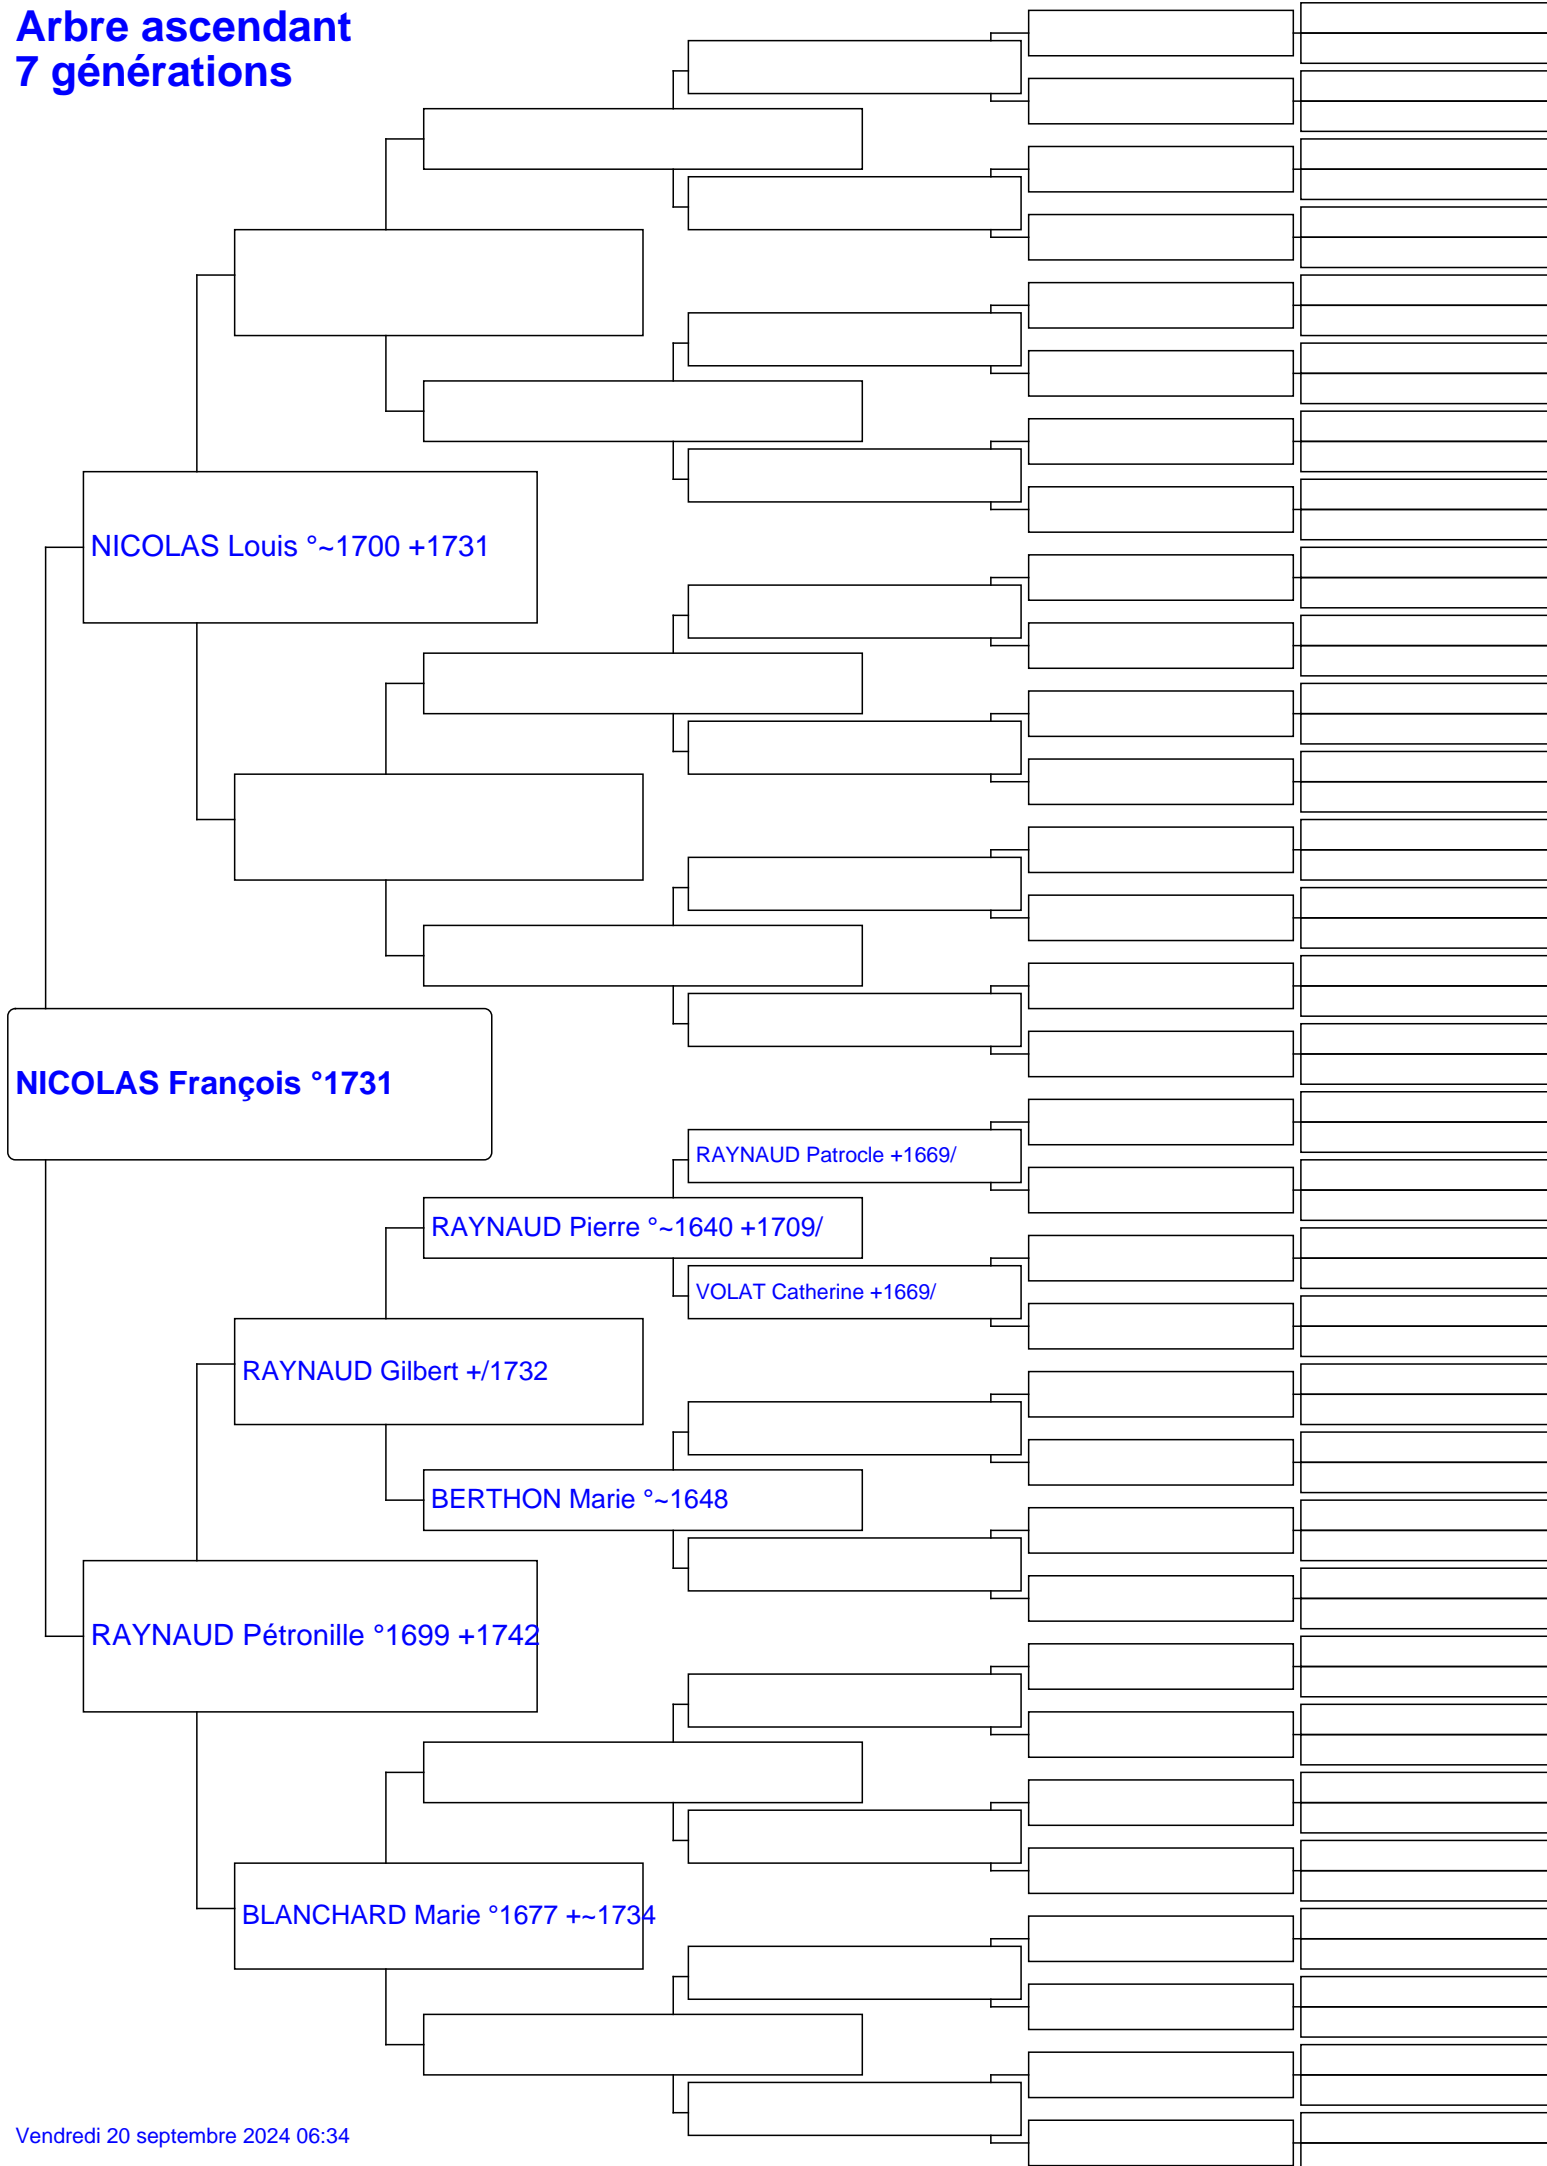 Arbre ascendant
7 générations
NICOLAS Louis °~1700 +1731
NICOLAS François °1731
RAYNAUD Patrocle +1669/
RAYNAUD Pierre °~1640 +1709/
VOLAT Catherine +1669/
RAYNAUD Gilbert +/1732
BERTHON Marie °~1648
RAYNAUD Pétronille °1699 +1742
BLANCHARD Marie °1677 +~1734
Vendredi 20 septembre 2024 06:34